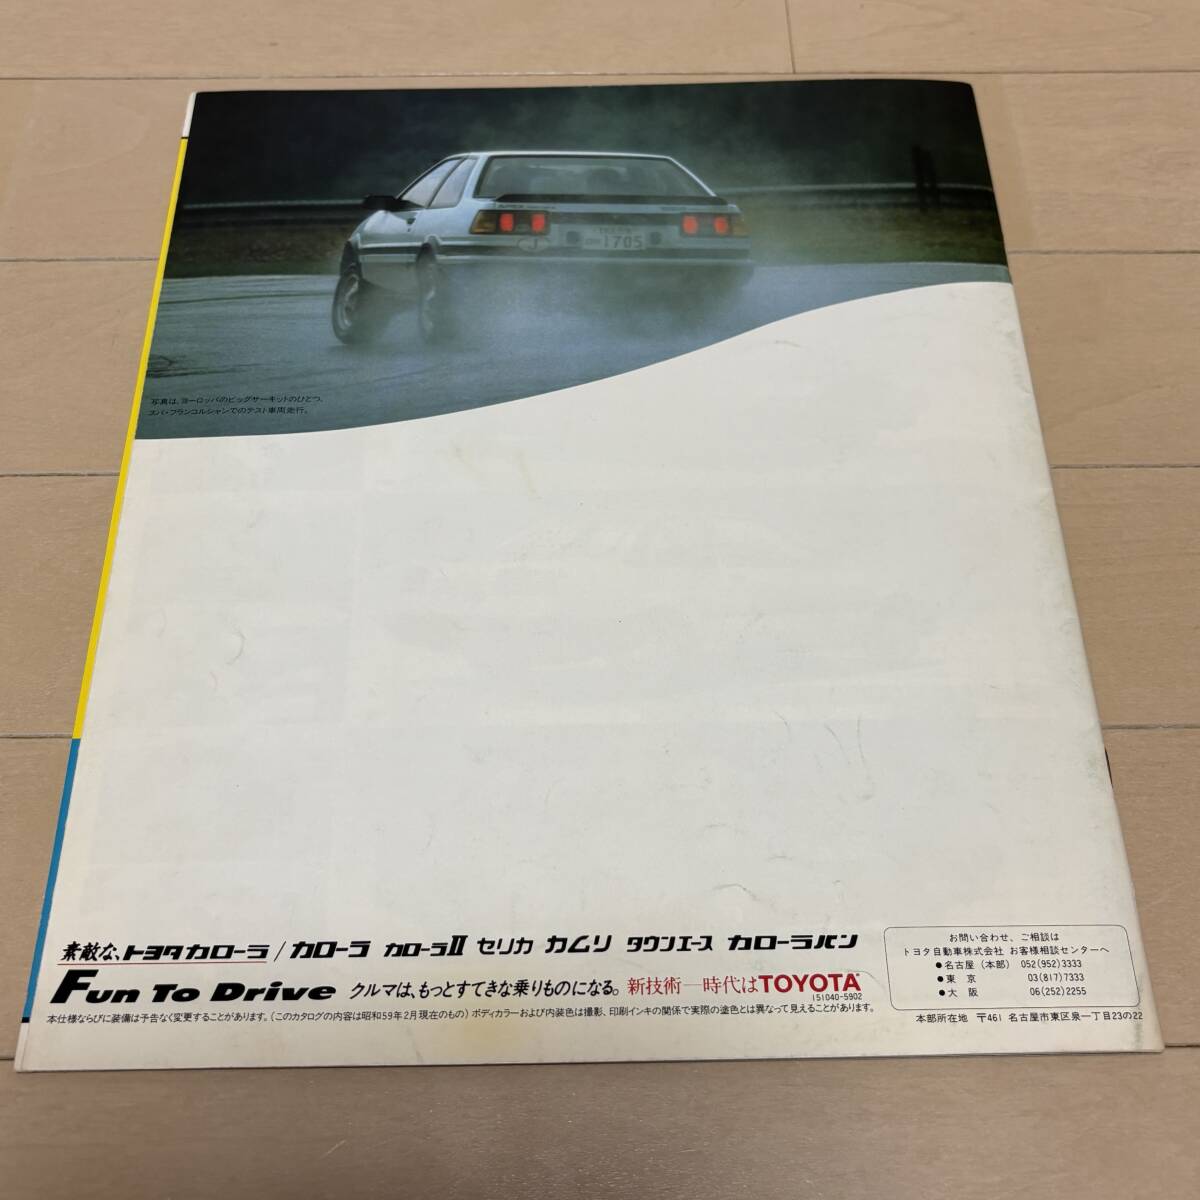 1705
J
写真は、ヨーロッパのビッグサーキットのひとつ、
スパ・フランコルシャンでのテスト車両走行。
素敵な、トヨタカローラ/カローラ カローラII セリカ カムリ タウンエース カローラバン
Fun To Drive クルマは、もっとすてきな乗りものになる。 新技術―時代はTOYOTA
151040-5902
本仕様ならびに装備は予告なく変更することがあります。(このカタログの内容は昭和59年2月現在のもの) ボディカラーおよび内装色は撮影、印刷インキの関係で実際の塗色とは異なって見えることがあります。
お問い合わせ、ご相談は
トヨタ自動車株式会社 お客様相談センターへ
●名古屋(本部) 052(952)3333
●東 京 03(817)7333
●大 阪 06(252)2255
本部所在地 〒461 名古屋市東区泉一丁目23の22